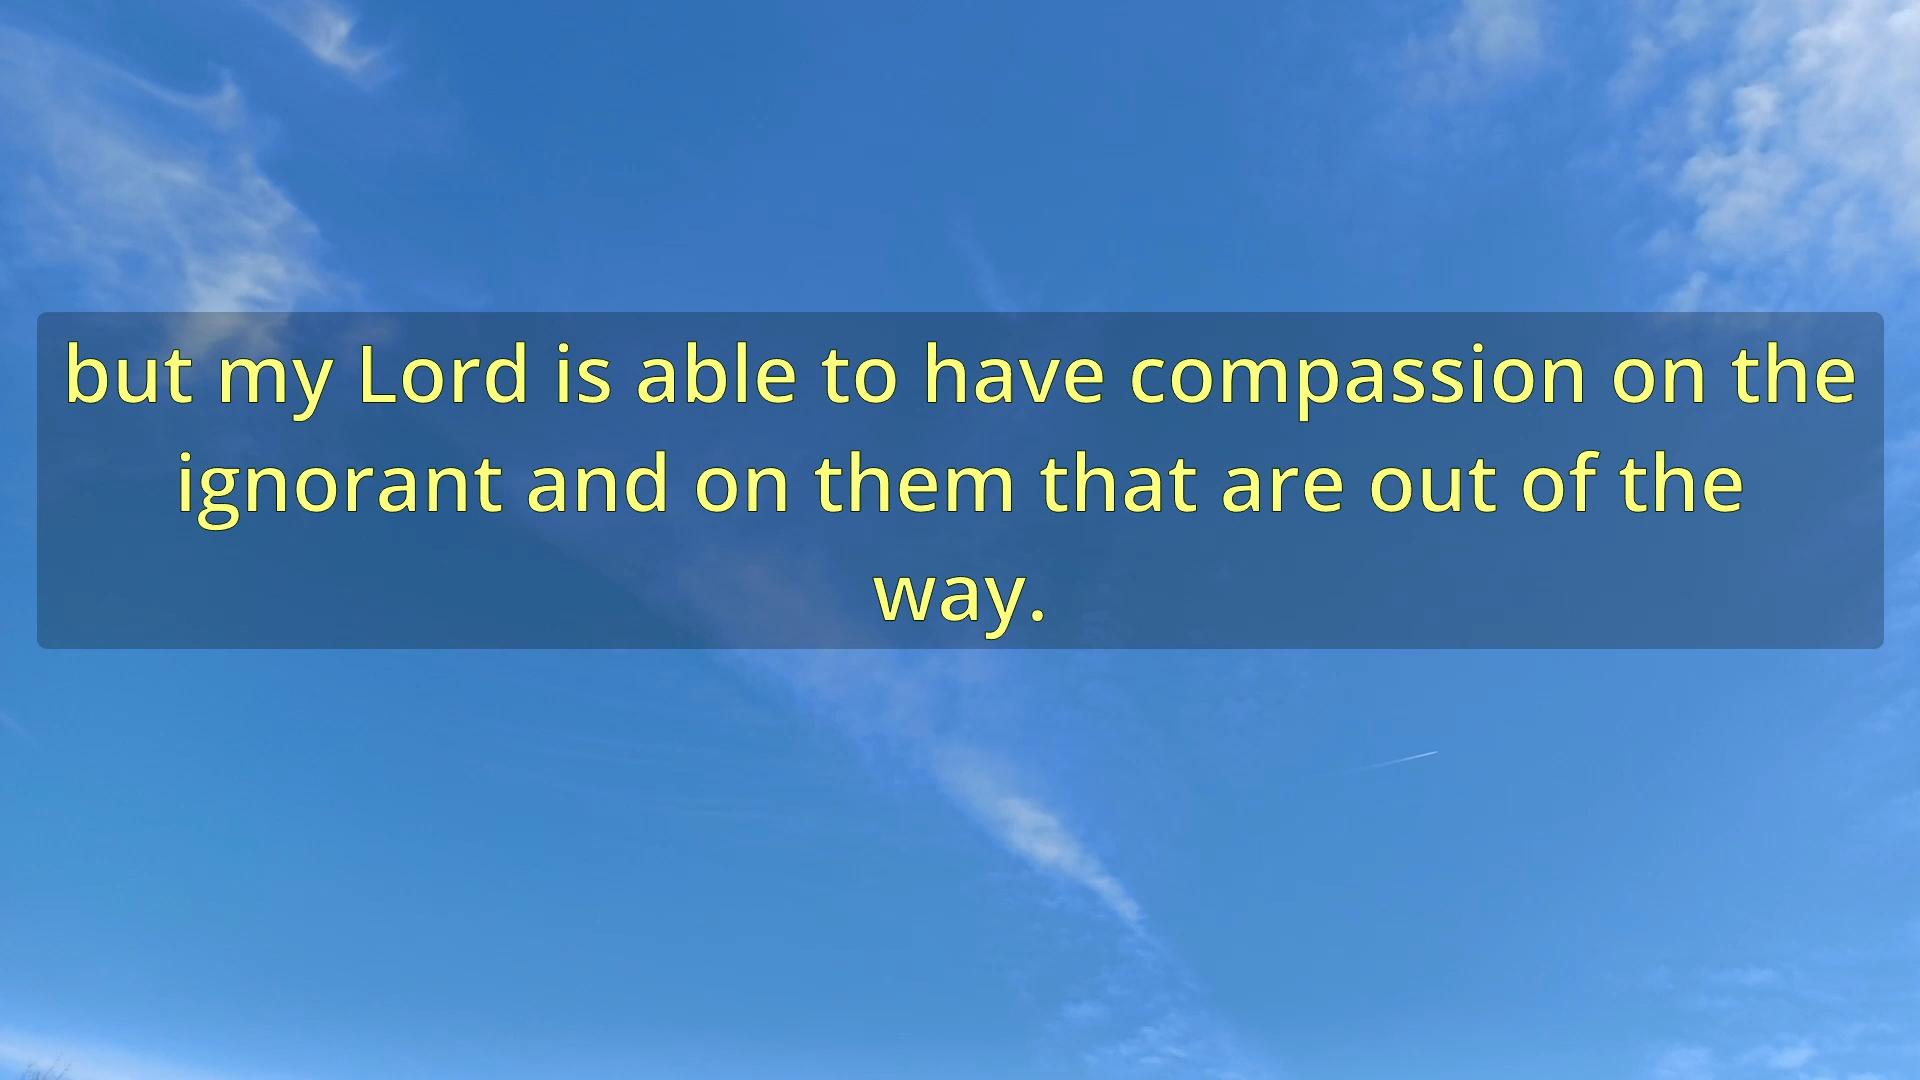 but my Lord is able to have compassion on the
ignorant and on them that are out of the
way.